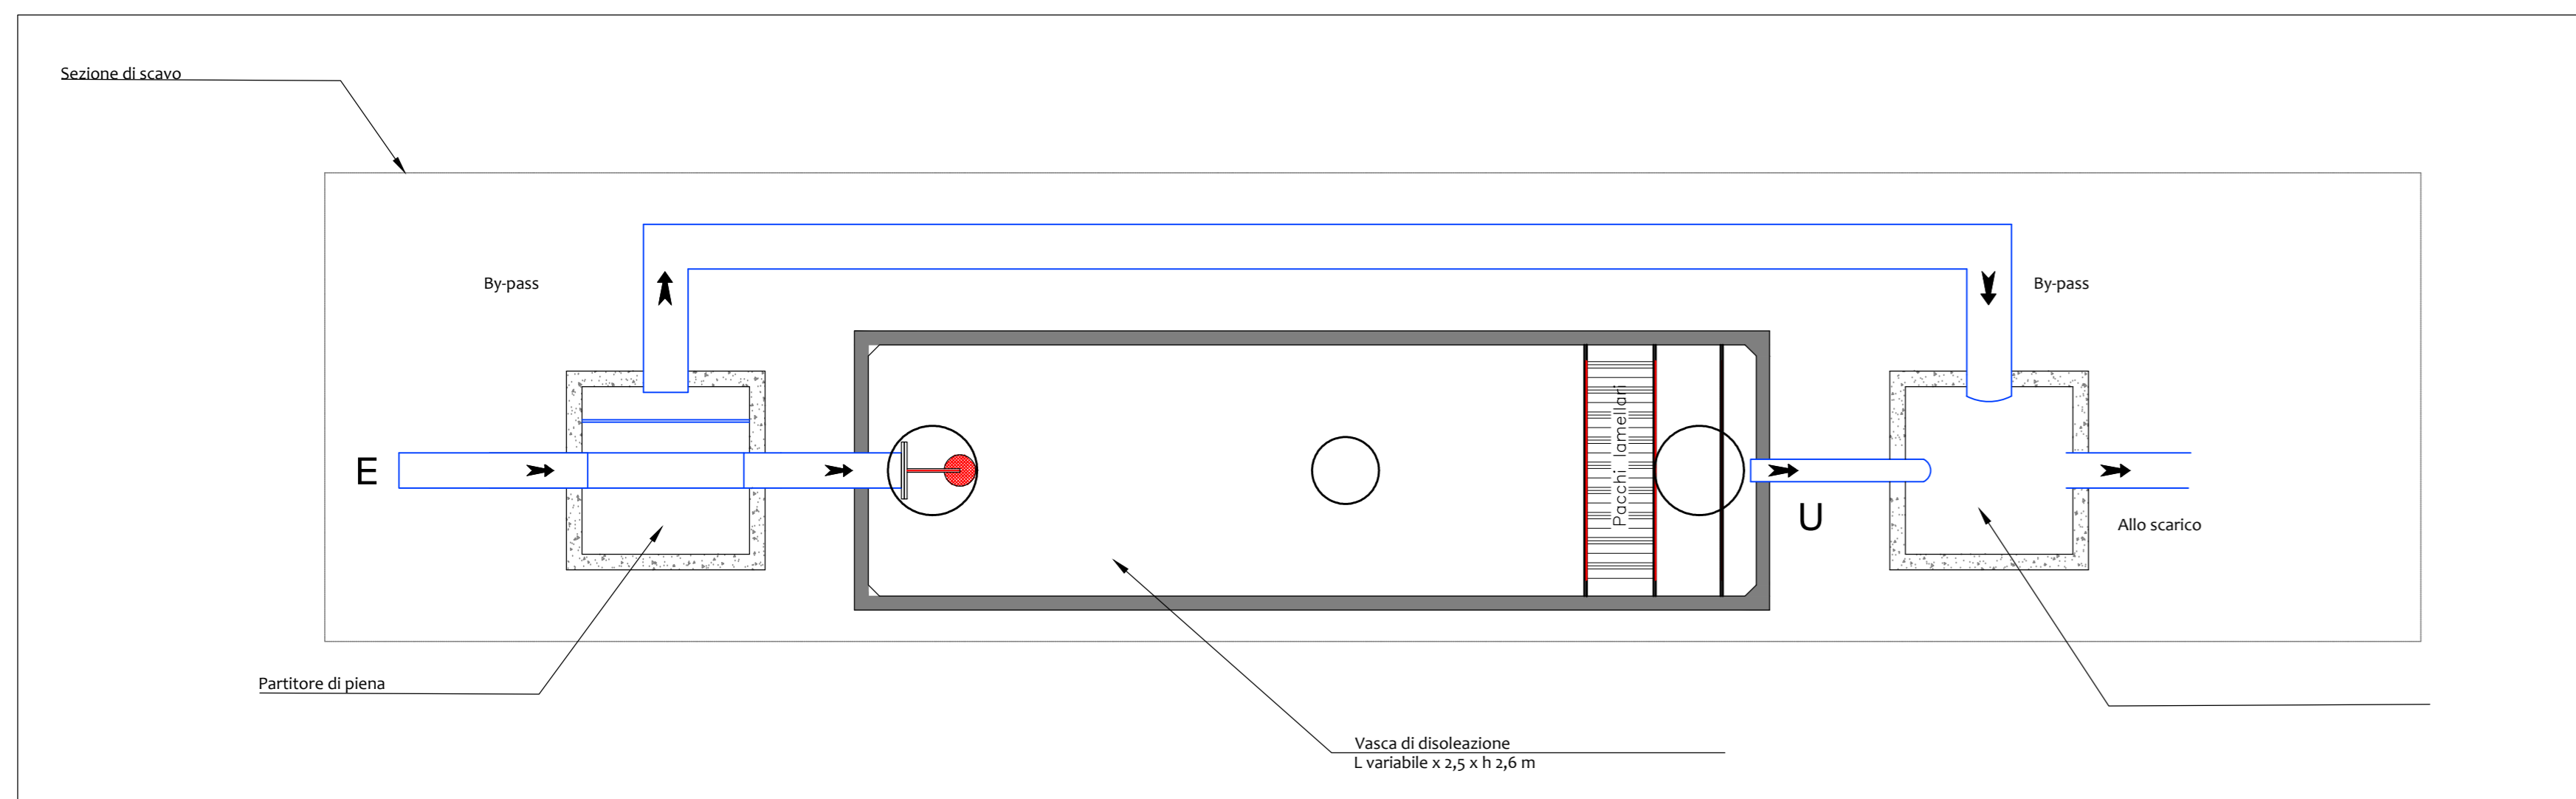 Sezione di scavo
By-pass
By-pass
Pacchi lamellari
E
U
Allo scarico
Partitore di piena
Vasca di disoleazione
L variabile x 2,5 x h 2,6 m